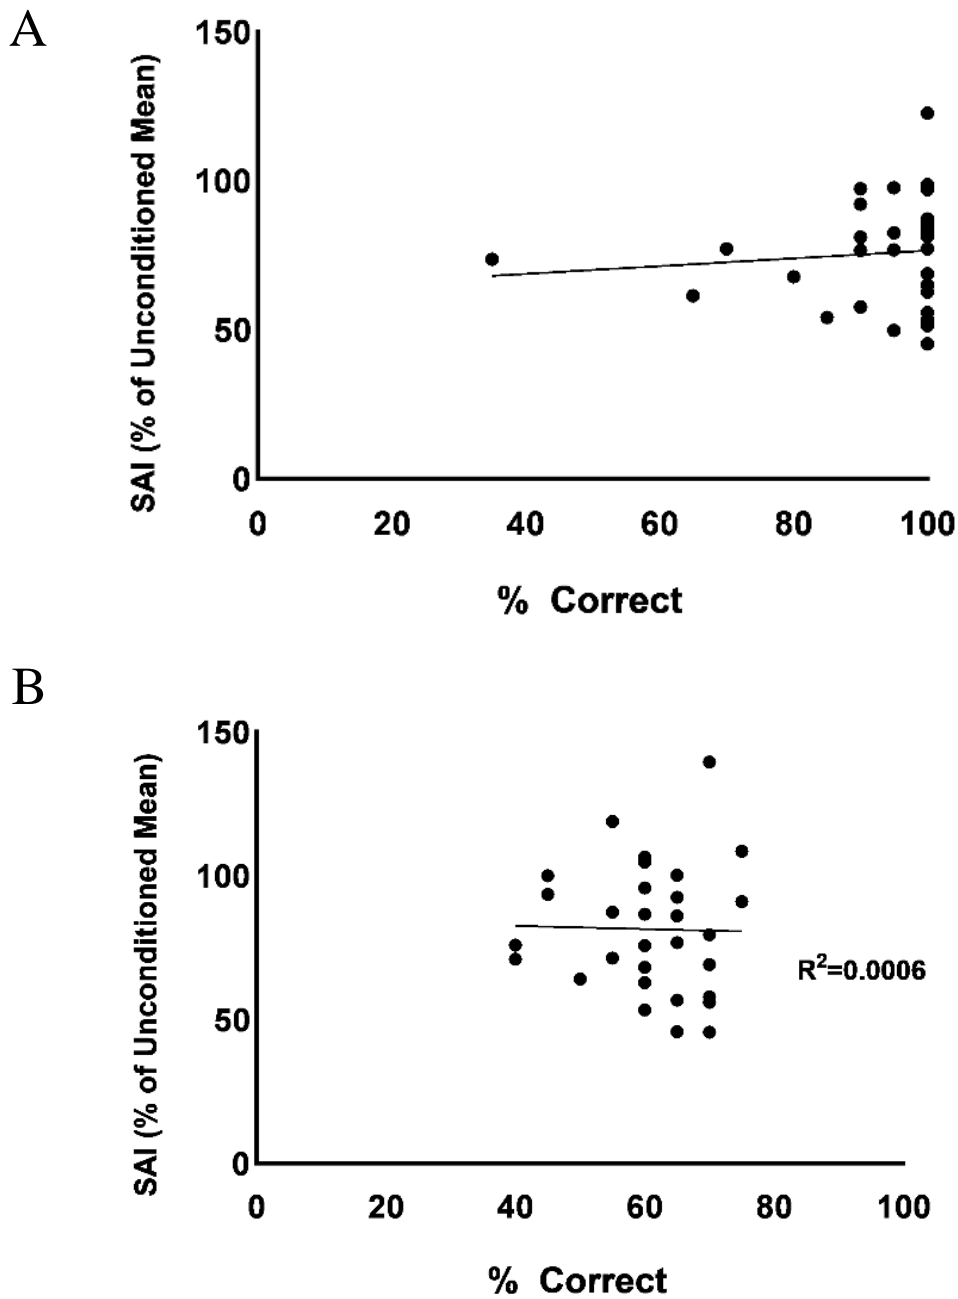 A
SAI (% of Unconditioned Mean)
150
100
50
0
0 20 40 60 80 100
% Correct
B
SAI (% of Unconditioned Mean)
150
100
50
0
R²=0.0006
0 20 40 60 80 100
% Correct